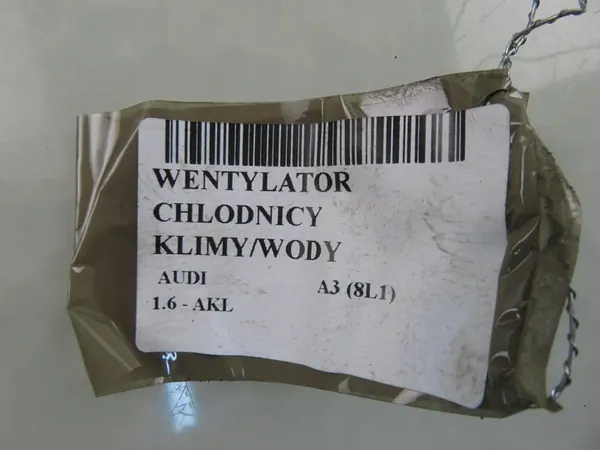 WENTYLATOR
CHLODNICY
KLIMY/WODY
AUDI A3 (8L1)
1.6 - AKL